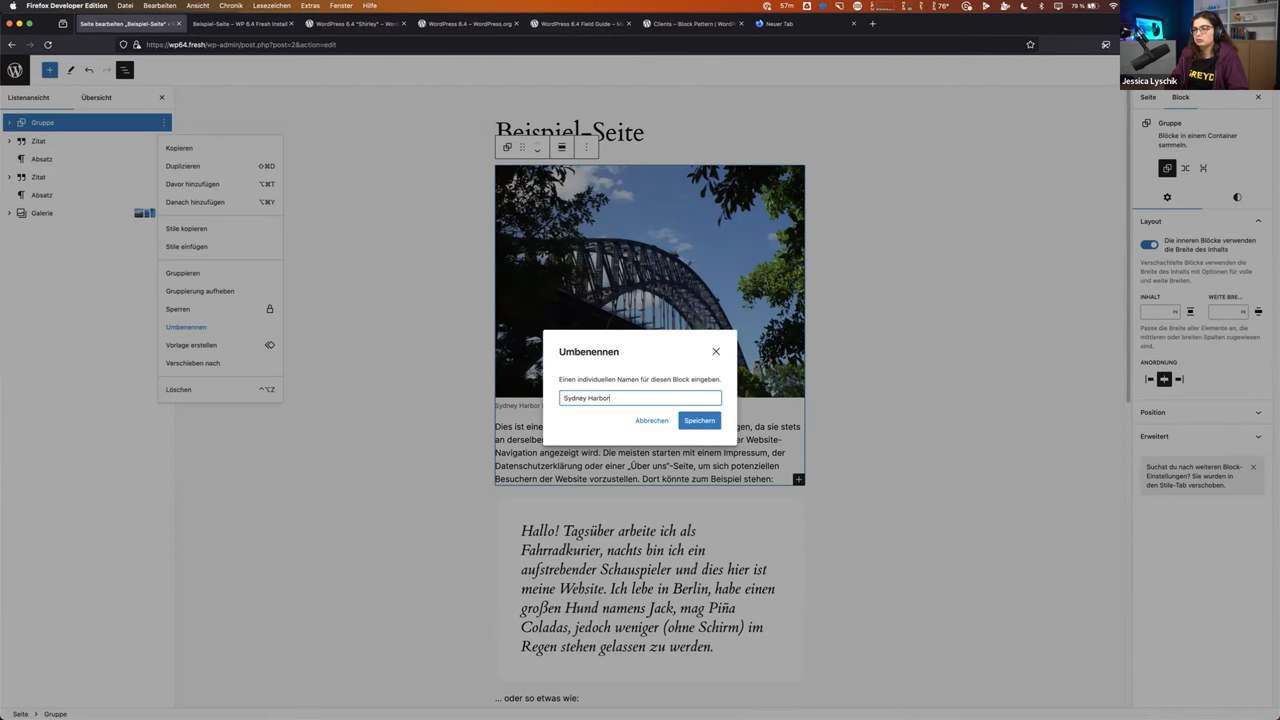 Firefox Developer Edition Datei Bearbeiten Ansicht Chronik Lesezeichen Extras Fenster Hilfe
57m
76°
79 %
Seite bearbeiten „Beispiel-Seite“
Beispiel-Seite – WP 6.4 Fresh Install
WordPress 6.4 “Shirley” – Word
WordPress 6.4 – WordPress.org
WordPress 6.4 Field Guide – M
Clients – Block Pattern | WordP
Neuer Tab
https://wp64.fresh/wp-admin/post.php?post=2&action=edit
Jessica Lyschik
Listenansicht
Übersicht
Seite
Block
Gruppe
Zitat
Absatz
Zitat
Absatz
Galerie
Kopieren
Duplizieren ⇧⌘D
Davor hinzufügen ⌥⌘T
Danach hinzufügen ⌥⌘Y
Stile kopieren
Stile einfügen
Gruppieren
Gruppierung aufheben
Sperren
Umbenennen
Vorlage erstellen
Verschieben nach
Löschen ^⌥Z
Beispiel-Seite
Umbenennen
Einen individuellen Namen für diesen Block eingeben.
Sydney Harbor
Abbrechen
Speichern
Sydney Harbor
Dies ist eine
gen, da sie stets
an derselben
er Website-
Navigation angezeigt wird. Die meisten starten mit einem Impressum, der
Datenschutzerklärung oder einer „Über uns“-Seite, um sich potenziellen
Besuchern der Website vorzustellen. Dort könnte zum Beispiel stehen:
Hallo! Tagsüber arbeite ich als
Fahrradkurier, nachts bin ich ein
aufstrebender Schauspieler und dies hier ist
meine Website. Ich lebe in Berlin, habe einen
großen Hund namens Jack, mag Piña
Coladas, jedoch weniger (ohne Schirm) im
Regen stehen gelassen zu werden.
… oder so etwas wie:
Gruppe
Blöcke in einem Container
sammeln.
Layout
Die inneren Blöcke verwenden
die Breite des Inhalts
Verschachtelte Blöcke verwenden die
Breite des Inhalts mit Optionen für volle
und weite Breiten.
INHALT
WEITE BRE…
PX
PX
Passe die Breite aller Elemente an, die
mittleren oder breiten Spalten zugewiesen
sind.
ANORDNUNG
Position
Erweitert
Suchst du nach weiteren Block-
Einstellungen? Sie wurden in
den Stile-Tab verschoben.
Seite › Gruppe